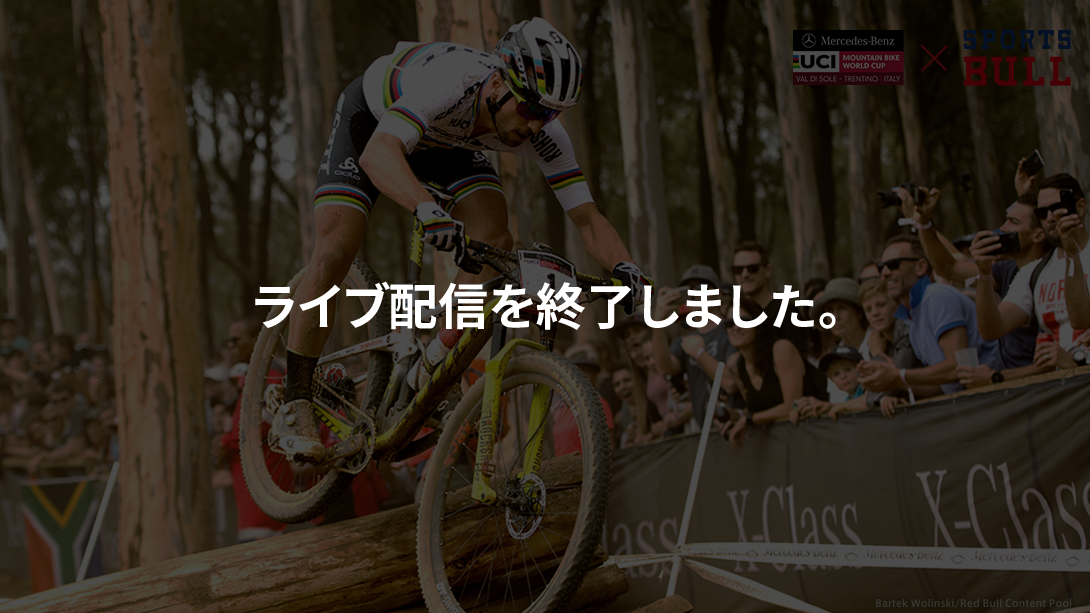 Mercedes-Benz
UCI MOUNTAIN BIKE WORLD CUP
VAL DI SOLE - TRENTINO - ITALY
SPORTS
BULL
ライブ配信を終了しました。
X-Class
X-Class
Mercedes-Benz
Mercedes-Benz
Mercedes-Benz
Bartek Wolinski/Red Bull Content Pool